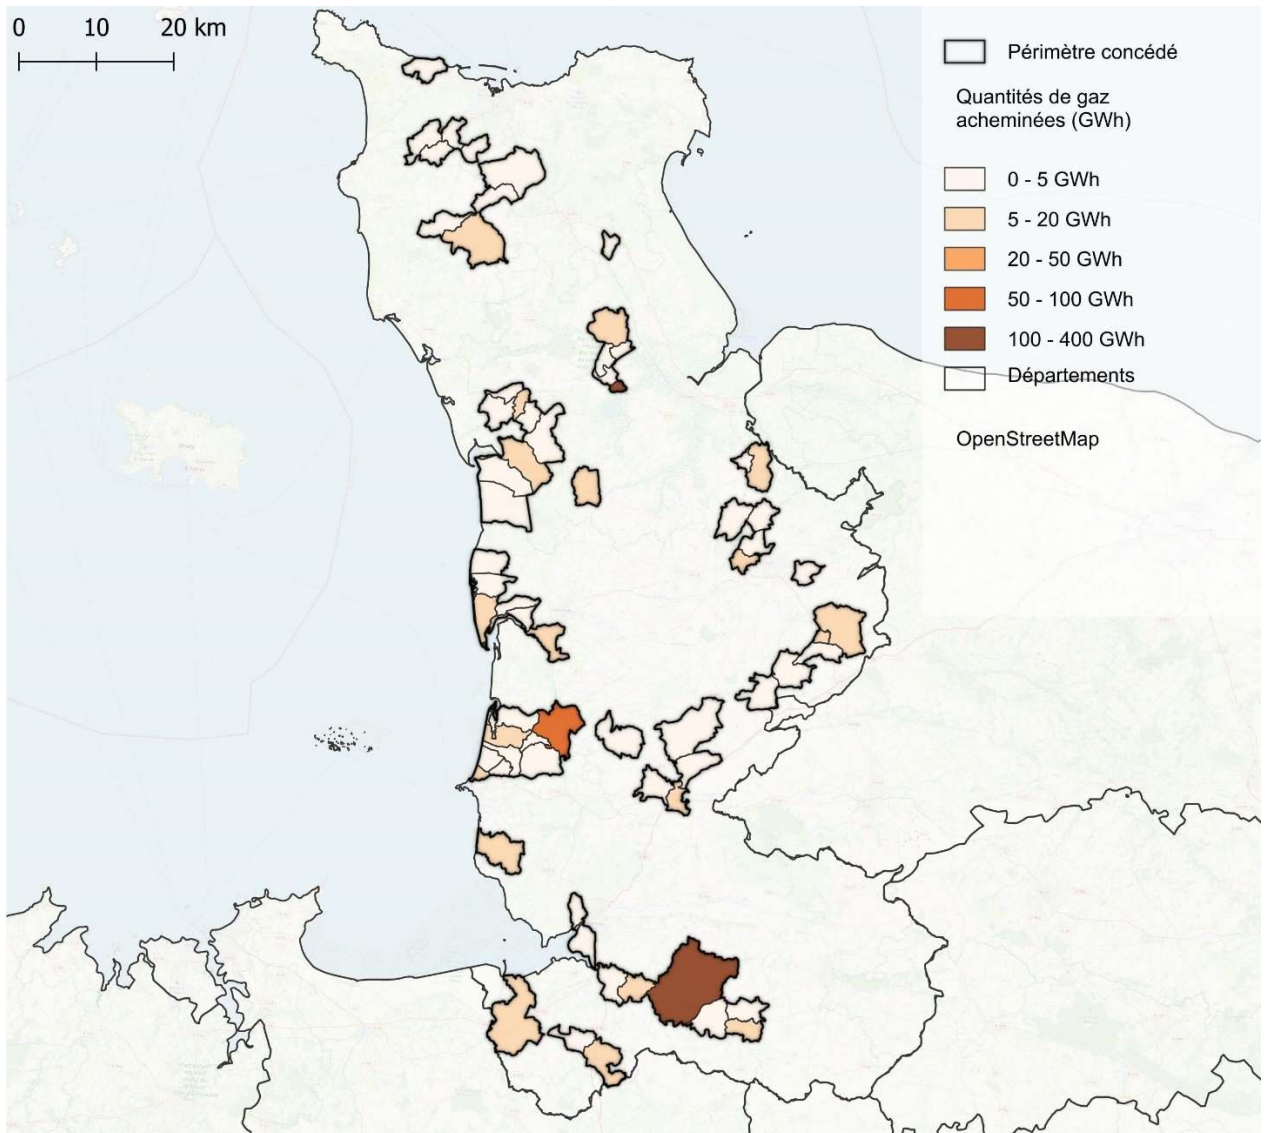 0 10 20 km
Périmètre concédé
Quantités de gaz
acheminées (GWh)
0 - 5 GWh
5 - 20 GWh
20 - 50 GWh
50 - 100 GWh
100 - 400 GWh
Départements
OpenStreetMap